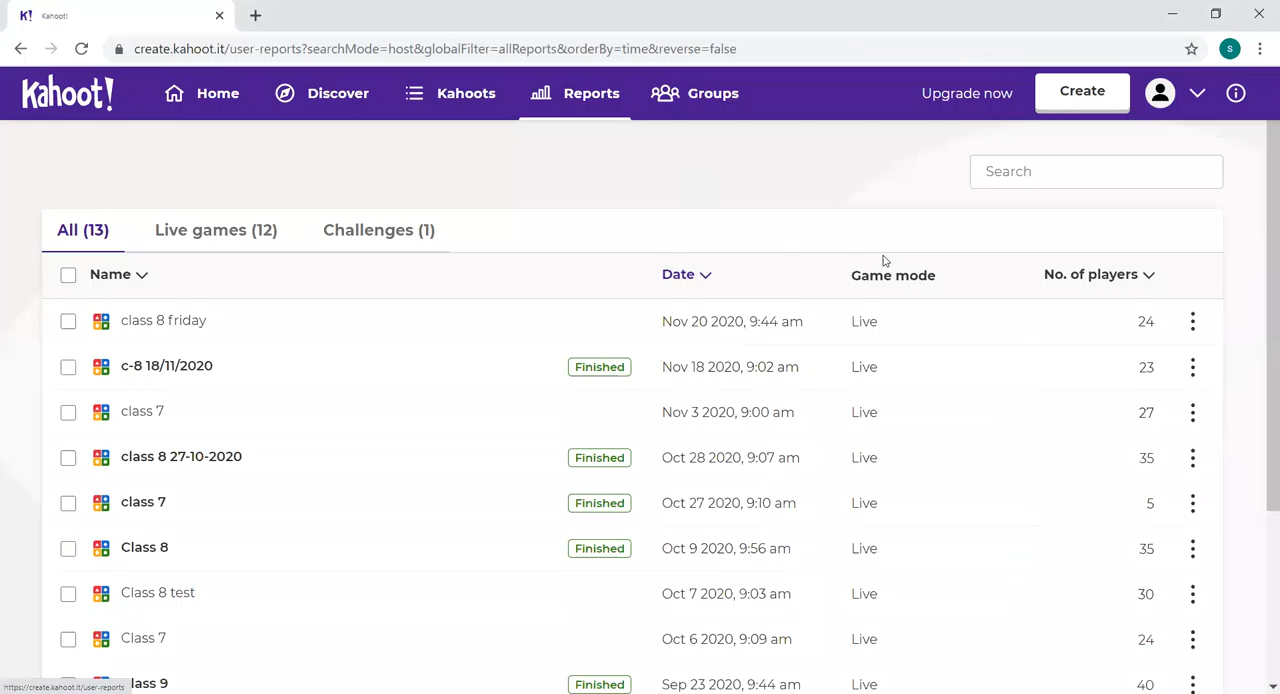 K! Kahoot!
create.kahoot.it/user-reports?searchMode=host&globalFilter=allReports&orderBy=time&reverse=false
S
Kahoot! Home Discover Kahoots Reports Groups Upgrade now Create
Search
All (13) Live games (12) Challenges (1)
Name Date Game mode No. of players
class 8 friday Nov 20 2020, 9:44 am Live 24
c-8 18/11/2020 Finished Nov 18 2020, 9:02 am Live 23
class 7 Nov 3 2020, 9:00 am Live 27
class 8 27-10-2020 Finished Oct 28 2020, 9:07 am Live 35
class 7 Finished Oct 27 2020, 9:10 am Live 5
Class 8 Finished Oct 9 2020, 9:56 am Live 35
Class 8 test Oct 7 2020, 9:03 am Live 30
Class 7 Oct 6 2020, 9:09 am Live 24
9 Finished Sep 23 2020, 9:44 am Live 40
https://create.kahoot.it/user-reports